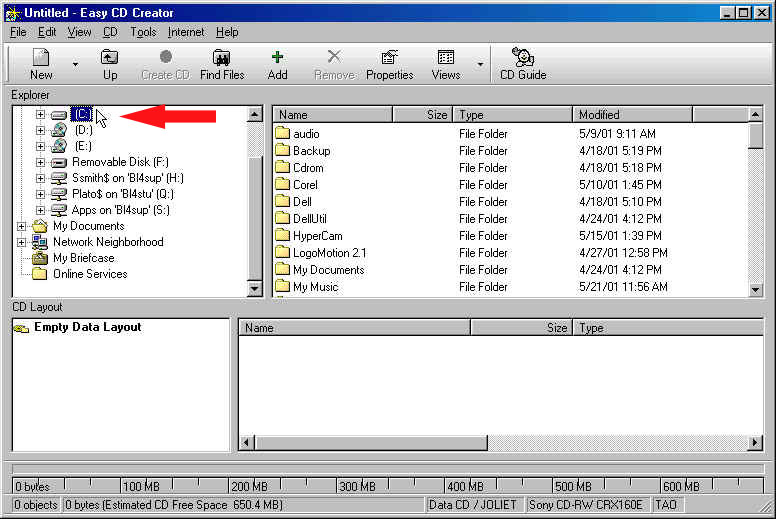 Untitled - Easy CD Creator
File Edit View CD Tools Internet Help
New Up Create CD Find Files Add Remove Properties Views CD Guide
Explorer
(C:)
(D:)
(E:)
Removable Disk (F:)
Ssmith$ on 'Bl4sup' (H:)
Plato$ on 'Bl4stu' (Q:)
Apps on 'Bl4sup' (S:)
My Documents
Network Neighborhood
My Briefcase
Online Services
Name Size Type Modified
audio File Folder 5/9/01 9:11 AM
Backup File Folder 4/18/01 5:19 PM
Cdrom File Folder 4/18/01 5:18 PM
Corel File Folder 5/10/01 1:45 PM
Dell File Folder 4/18/01 5:10 PM
DellUtil File Folder 4/24/01 4:12 PM
HyperCam File Folder 5/15/01 1:39 PM
LogoMotion 2.1 File Folder 4/27/01 12:58 PM
My Documents File Folder 4/24/01 4:12 PM
My Music File Folder 5/21/01 11:56 AM
CD Layout
Empty Data Layout
Name Size Type
0 bytes 100 MB 200 MB 300 MB 400 MB 500 MB 600 MB
0 objects 0 bytes (Estimated CD Free Space 650.4 MB) Data CD / JOLIET Sony CD-RW CRX160E TAO